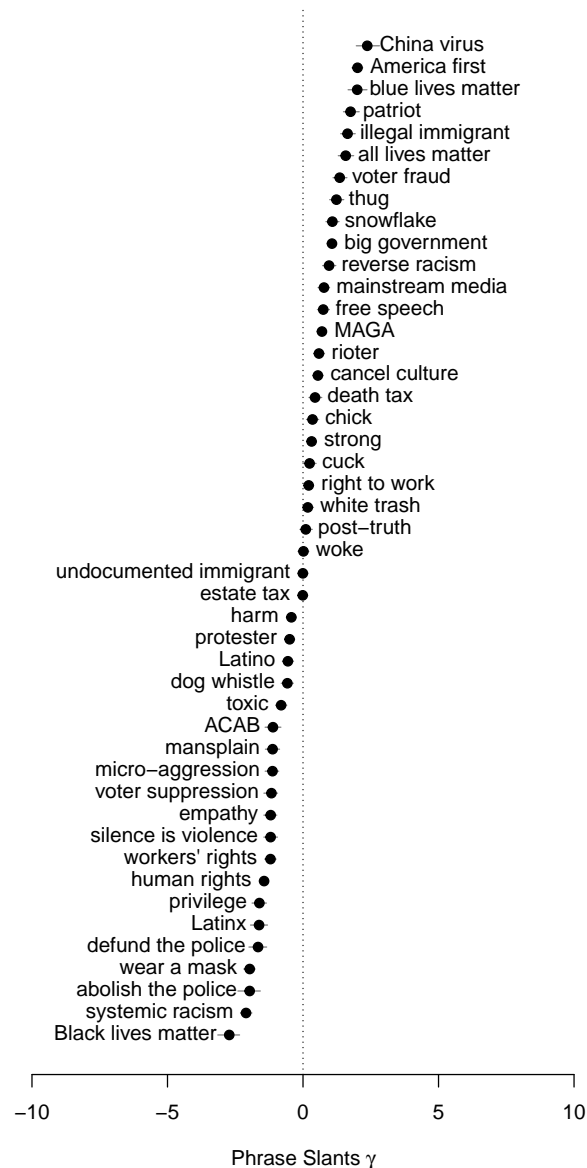 China virus
America first
blue lives matter
patriot
illegal immigrant
all lives matter
voter fraud
thug
snowflake
big government
reverse racism
mainstream media
free speech
MAGA
rioter
cancel culture
death tax
chick
strong
cuck
right to work
white trash
post−truth
woke
undocumented immigrant
estate tax
harm
protester
Latino
dog whistle
toxic
ACAB
mansplain
micro−aggression
voter suppression
empathy
silence is violence
workers' rights
human rights
privilege
Latinx
defund the police
wear a mask
abolish the police
systemic racism
Black lives matter
−10 −5 0 5 10
Phrase Slants γ